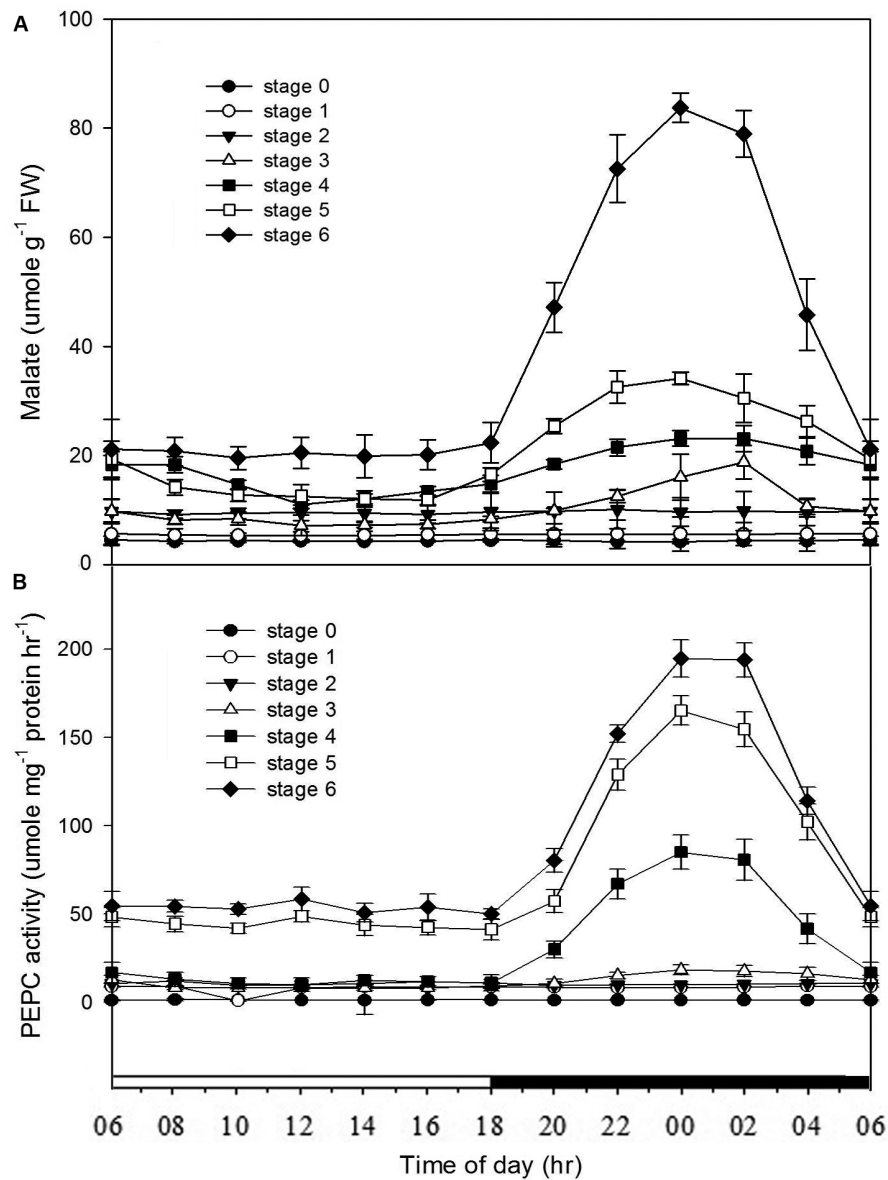 A
100
80
60
40
20
0
Malate (umole g⁻¹ FW)
stage 0
stage 1
stage 2
stage 3
stage 4
stage 5
stage 6
B
200
150
100
50
0
PEPC activity (umole mg⁻¹ protein hr⁻¹)
stage 0
stage 1
stage 2
stage 3
stage 4
stage 5
stage 6
06 08 10 12 14 16 18 20 22 00 02 04 06
Time of day (hr)